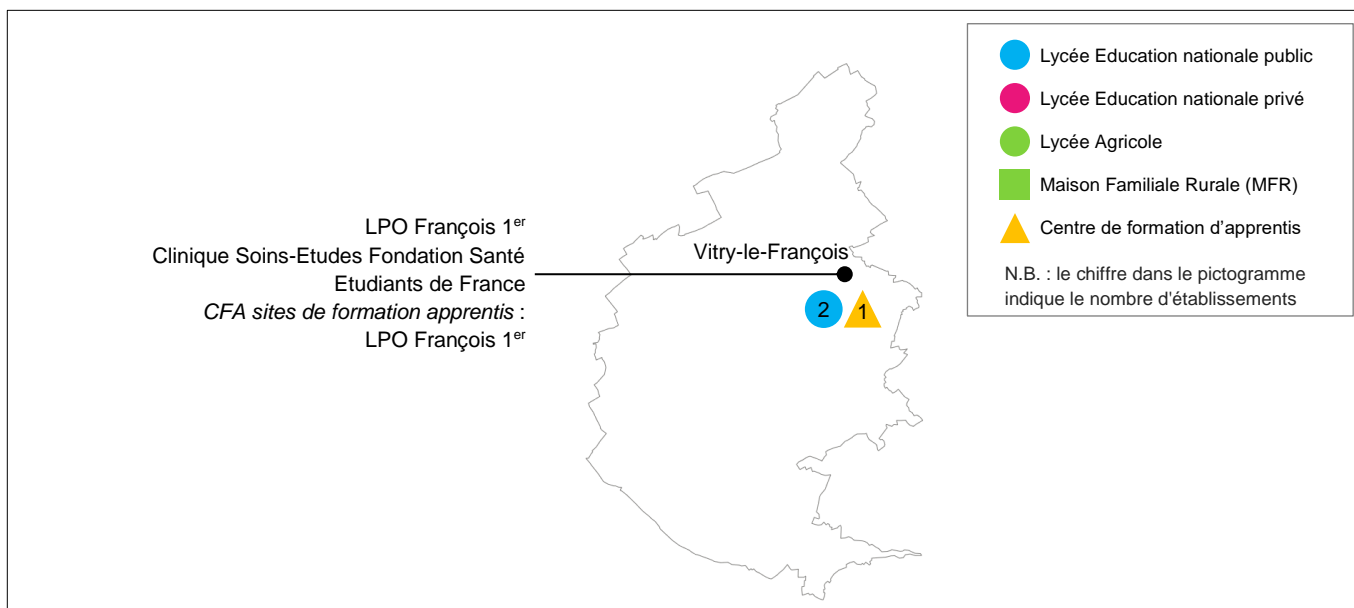 LPO François 1er
Clinique Soins-Etudes Fondation Santé
Etudiants de France
CFA sites de formation apprentis :
LPO François 1er
Vitry-le-François
2
1
Lycée Education nationale public
Lycée Education nationale privé
Lycée Agricole
Maison Familiale Rurale (MFR)
Centre de formation d’apprentis
N.B. : le chiffre dans le pictogramme
indique le nombre d'établissements